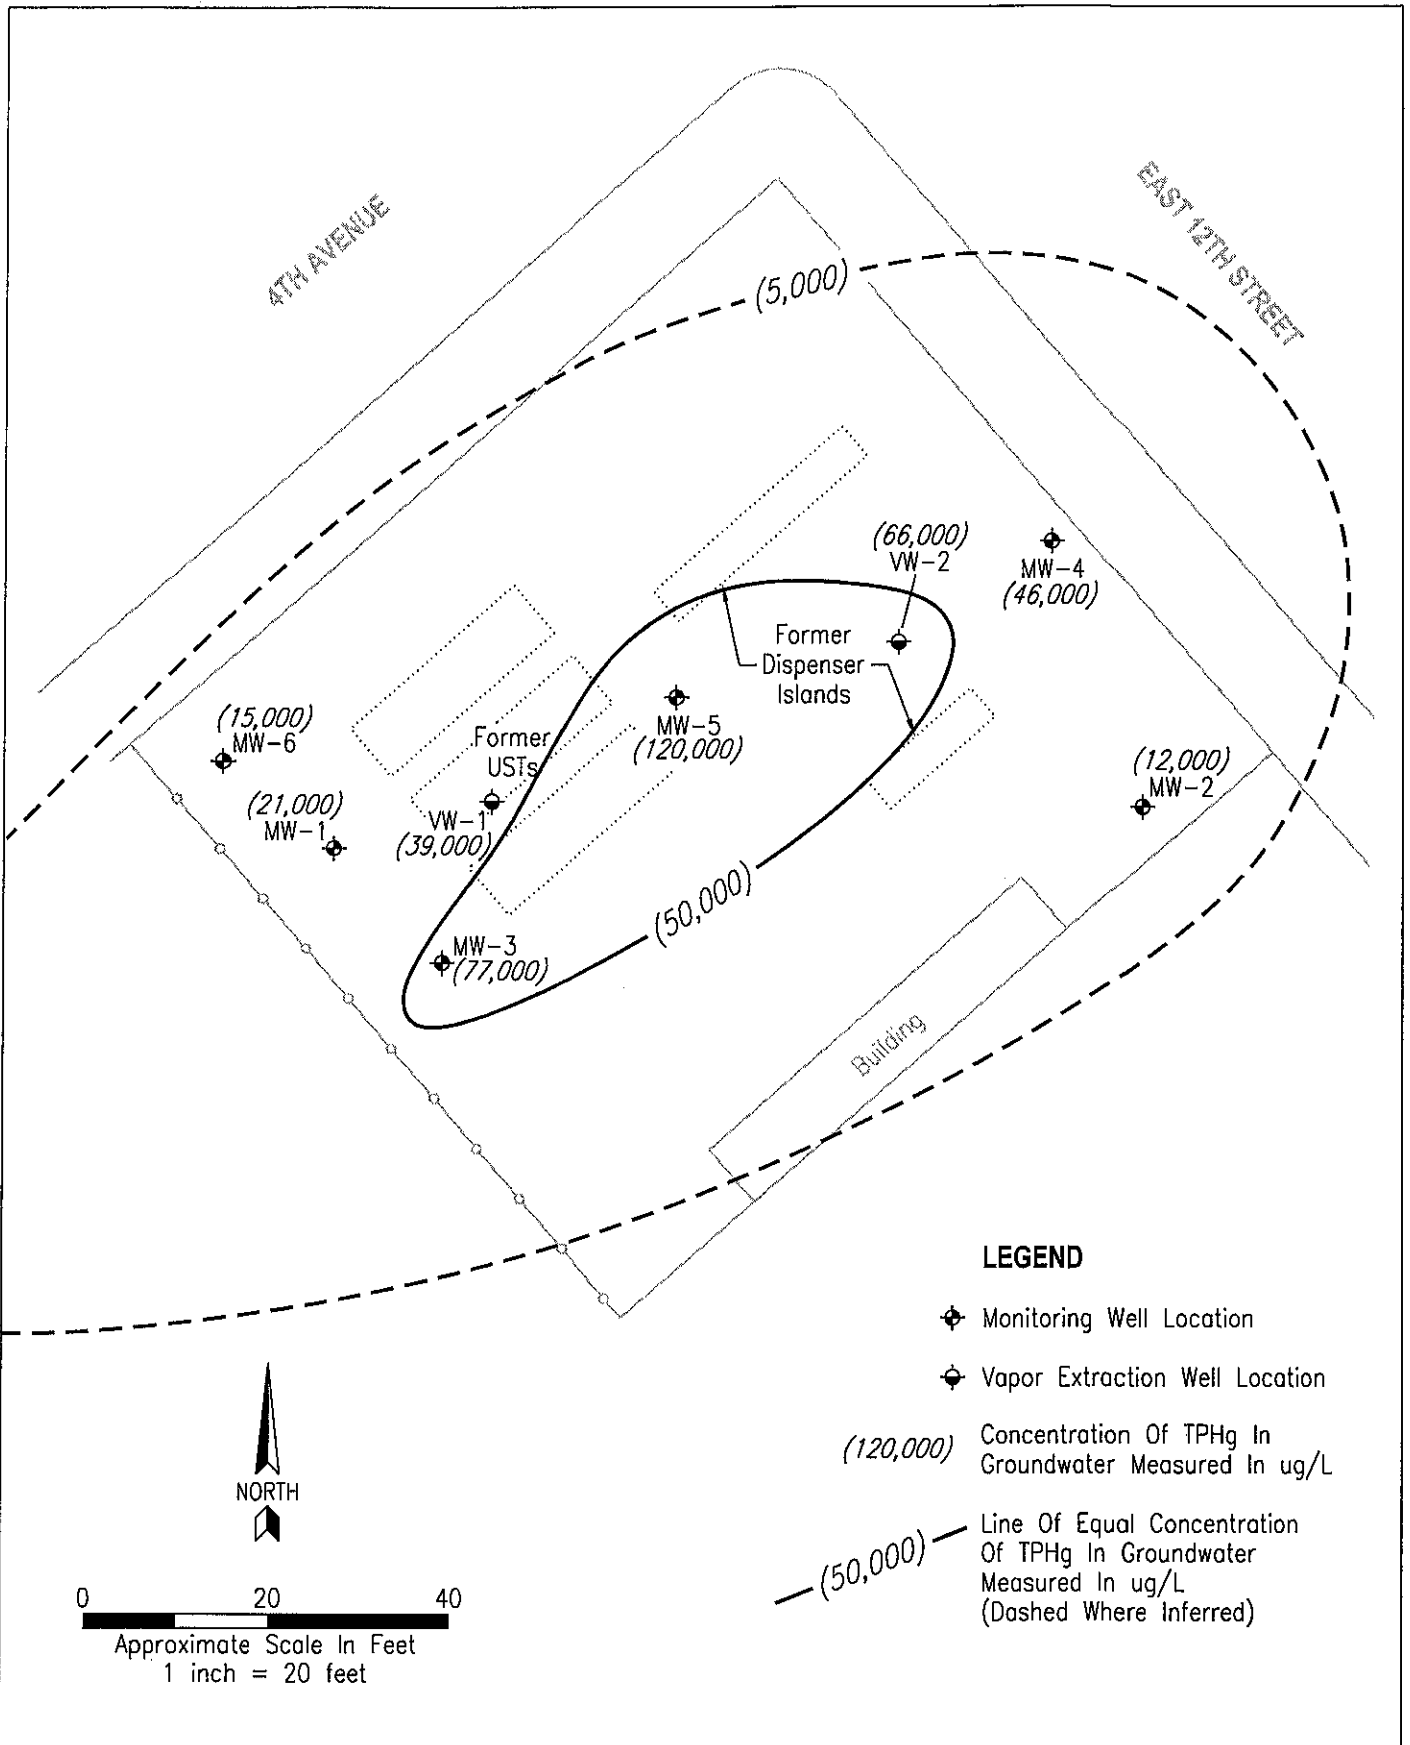 4TH AVENUE
EAST 12TH STREET
(5,000)
(66,000)
VW-2
MW-4
(46,000)
Former
Dispenser
Islands
MW-5
(120,000)
(15,000)
MW-6
Former
USTs
(21,000)
MW-1
VW-1
(39,000)
(12,000)
MW-2
(50,000)
MW-3
(77,000)
Building
LEGEND
Monitoring Well Location
Vapor Extraction Well Location
(120,000)
Concentration Of TPHg In
Groundwater Measured In ug/L
(50,000)
Line Of Equal Concentration
Of TPHg In Groundwater
Measured In ug/L
(Dashed Where Inferred)
NORTH
0 20 40
Approximate Scale In Feet
1 inch = 20 feet